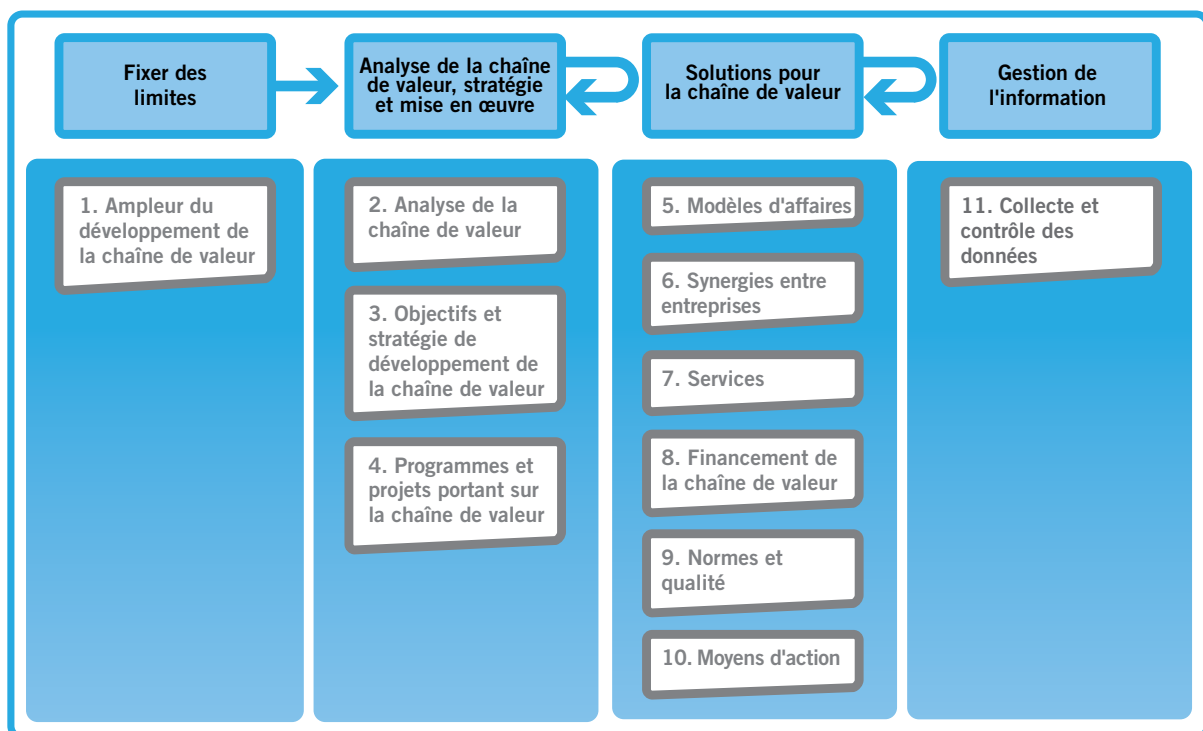 Fixer des
limites
Analyse de la chaîne
de valeur, stratégie
et mise en œuvre
Solutions pour
la chaîne de valeur
Gestion de
l'information
1. Ampleur du
développement de
la chaîne de valeur
2. Analyse de la
chaîne de valeur
3. Objectifs et
stratégie de
développement de
la chaîne de valeur
4. Programmes et
projets portant sur
la chaîne de valeur
5. Modèles d'affaires
6. Synergies entre
entreprises
7. Services
8. Financement de
la chaîne de valeur
9. Normes et
qualité
10. Moyens d'action
11. Collecte et
contrôle des
données